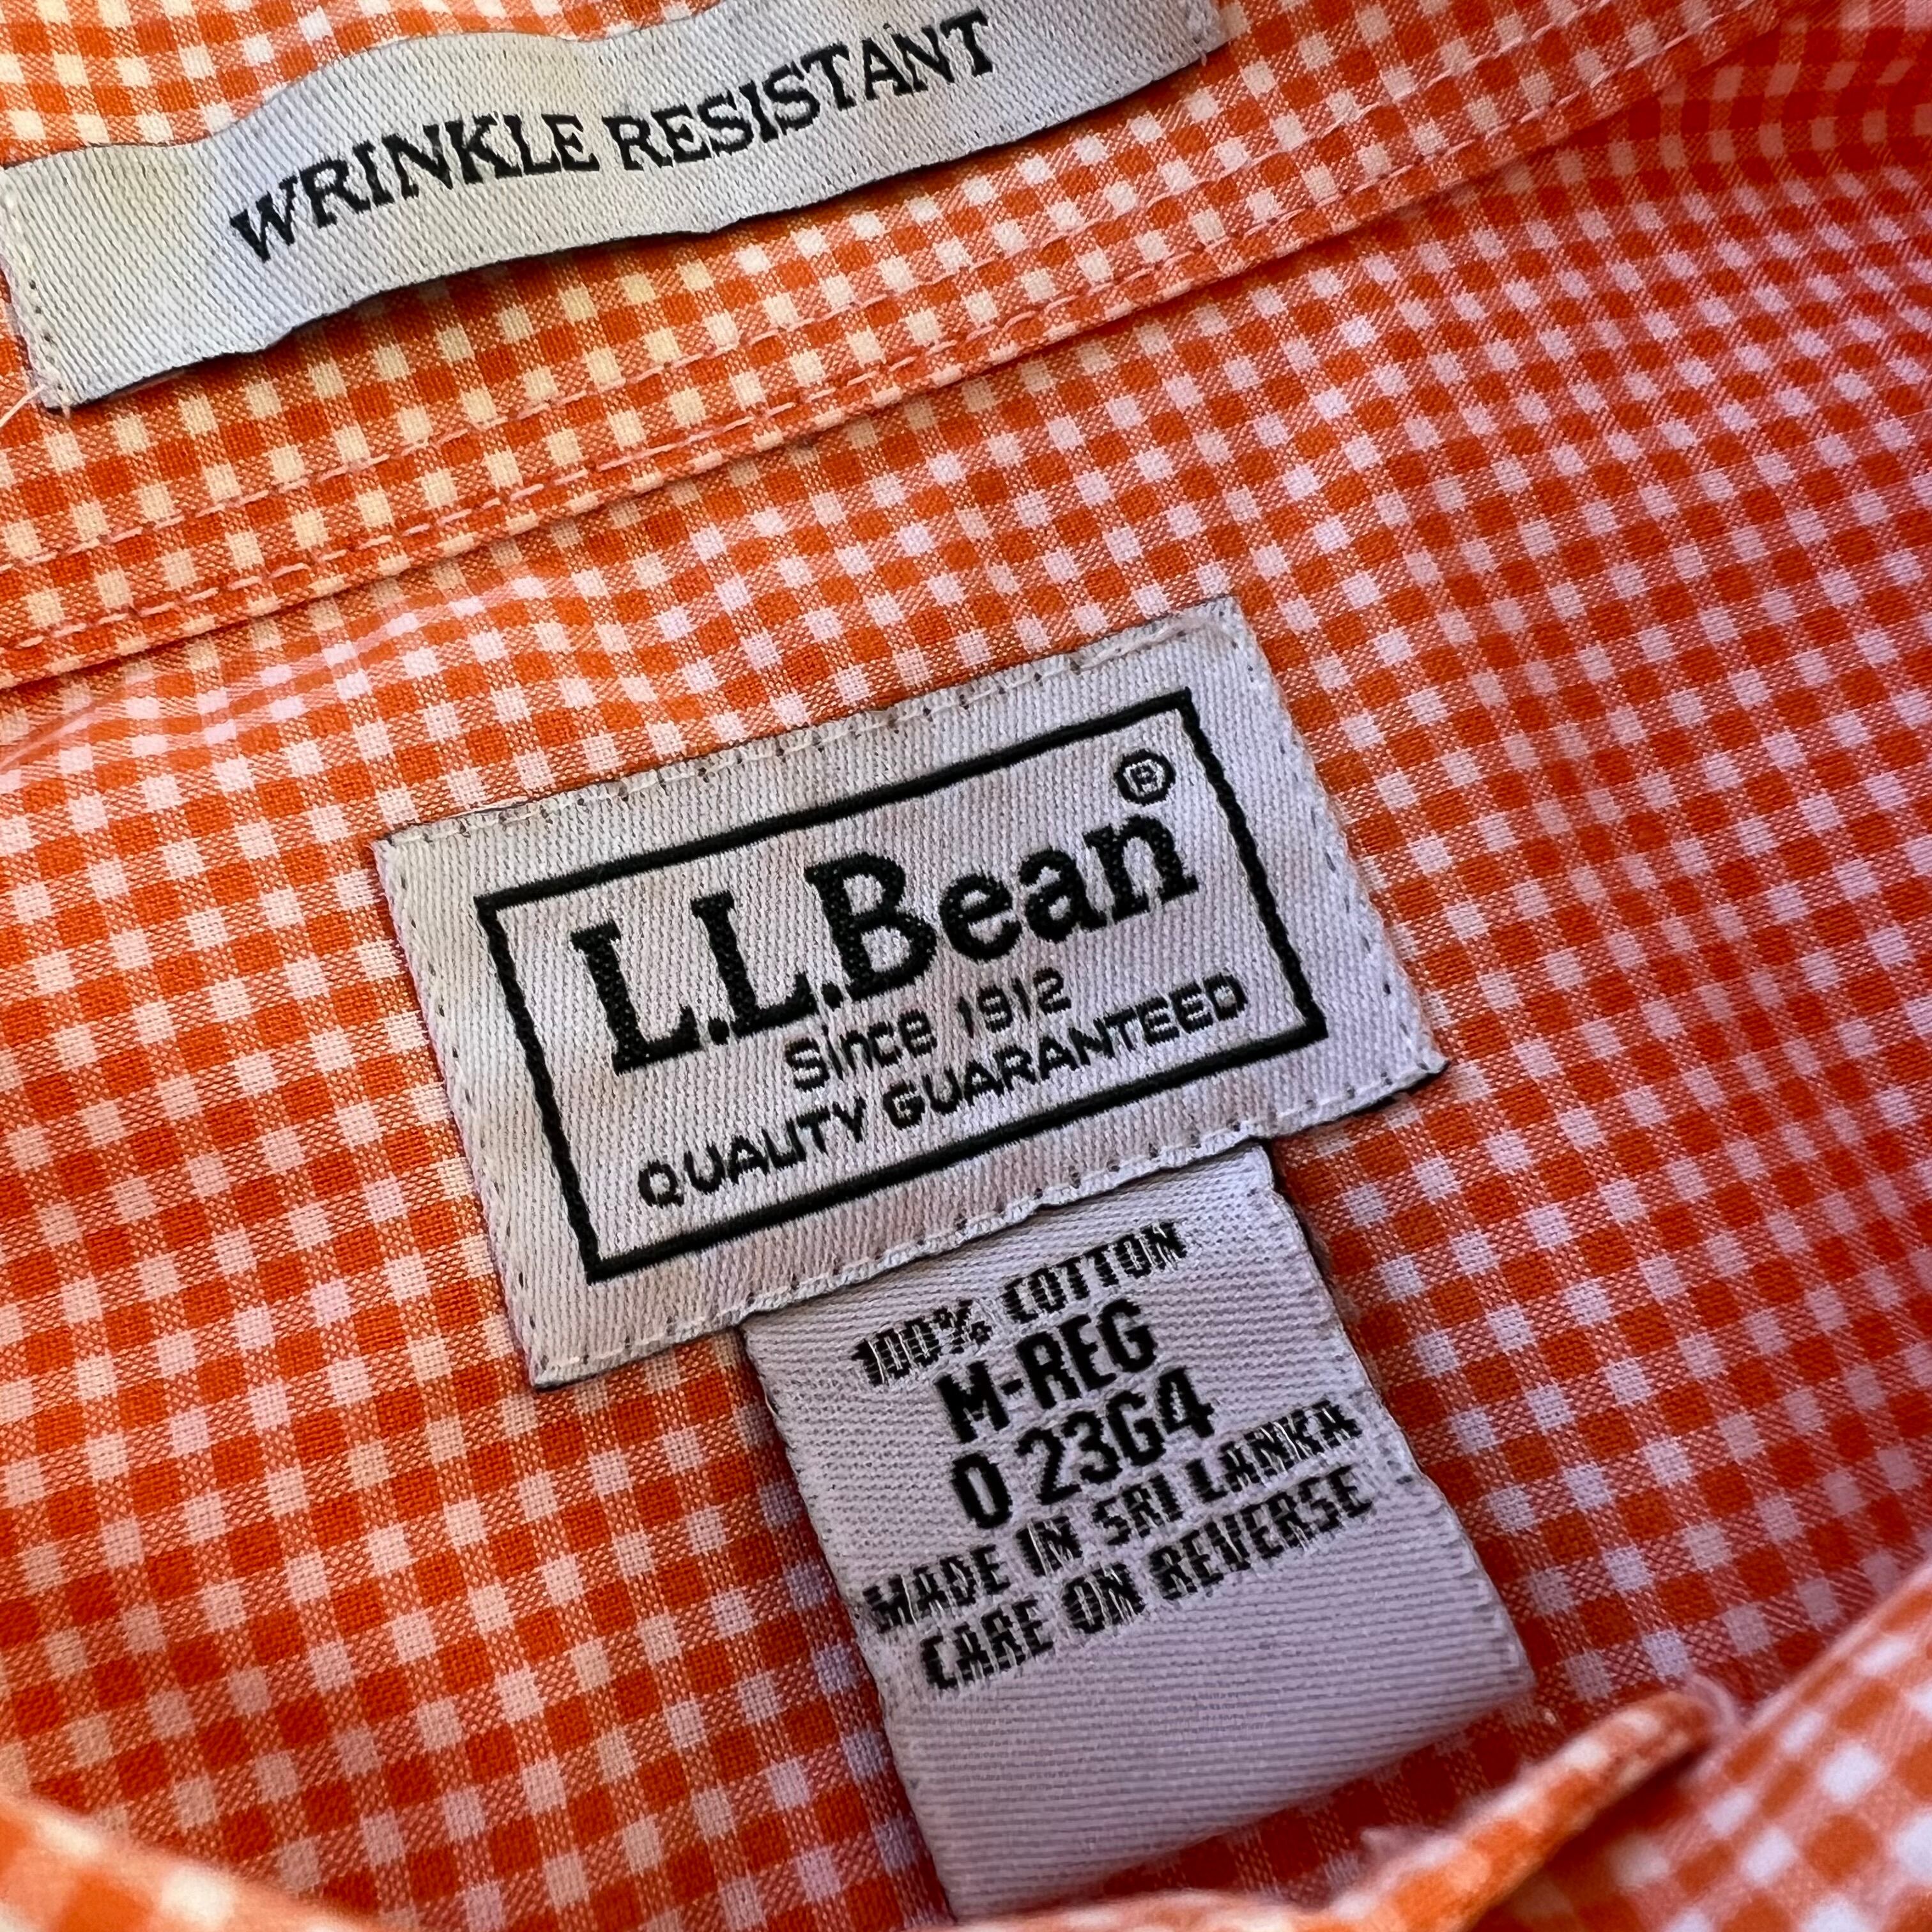 WRINKLE RESISTANT
L.L.Bean®
Since 1912
QUALITY GUARANTEED
100% COTTON
M-REG
0 23G4
MADE IN SRI LANKA
CARE ON REVERSE